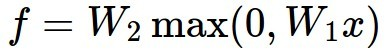 f = W₂ max(0, W₁x)